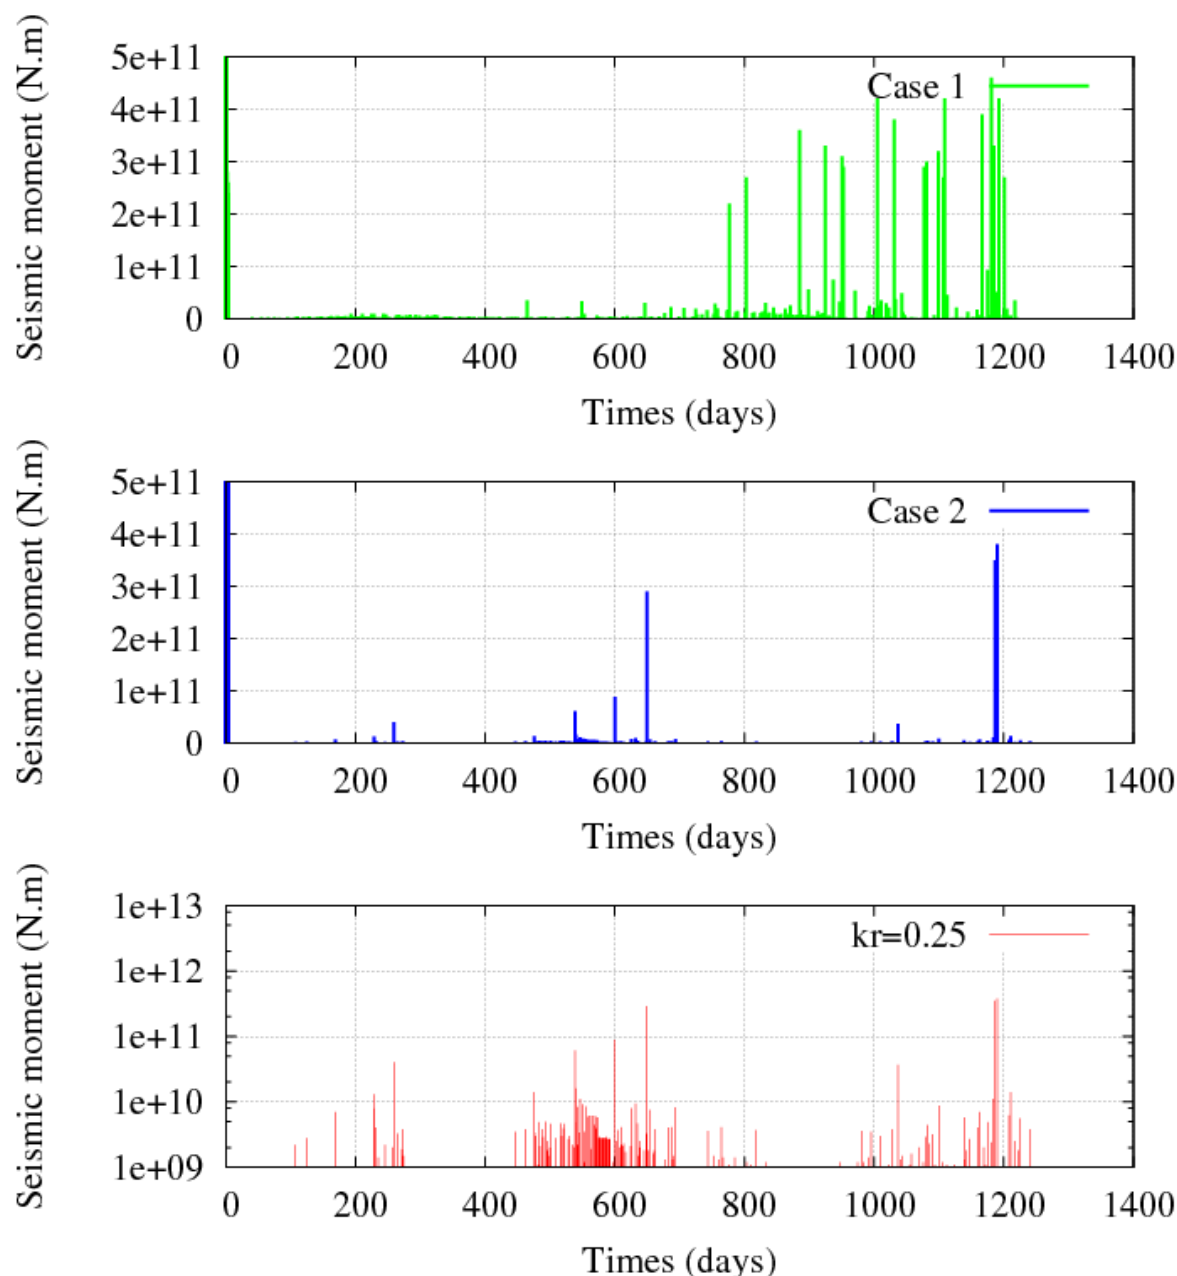 Seismic moment (N.m)
5e+11
4e+11
3e+11
2e+11
1e+11
0
Case 1
0 200 400 600 800 1000 1200 1400
Times (days)
Seismic moment (N.m)
5e+11
4e+11
3e+11
2e+11
1e+11
0
Case 2
0 200 400 600 800 1000 1200 1400
Times (days)
Seismic moment (N.m)
1e+13
1e+12
1e+11
1e+10
1e+09
kr=0.25
0 200 400 600 800 1000 1200 1400
Times (days)